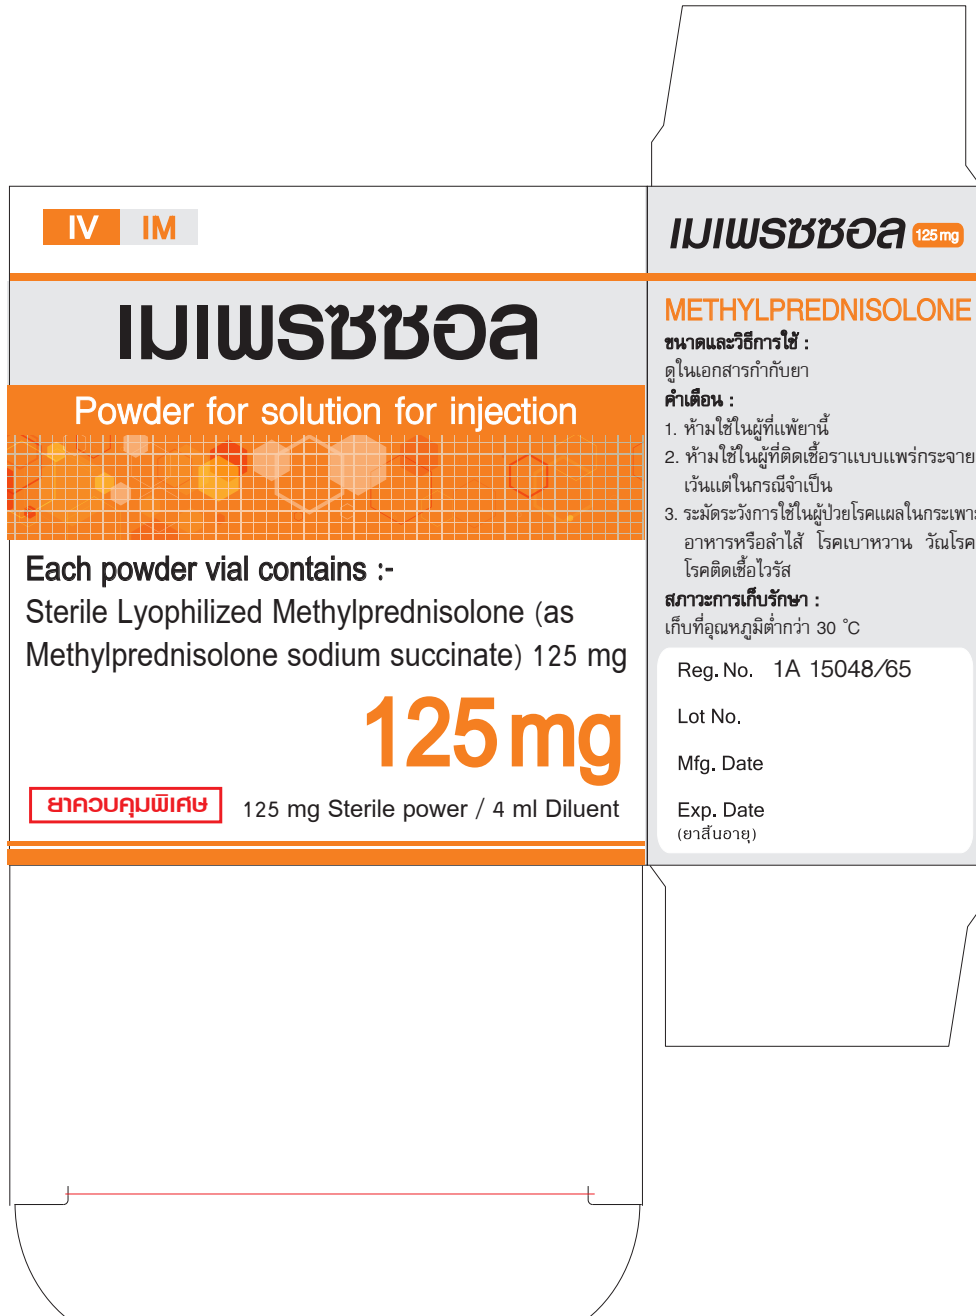 IV IM
เมเพรซซอล
Powder for solution for injection
Each powder vial contains :-
Sterile Lyophilized Methylprednisolone (as
Methylprednisolone sodium succinate) 125 mg
125 mg
ยาควบคุมพิเศษ
125 mg Sterile power / 4 ml Diluent
เมเพรซซอล 125 mg
METHYLPREDNISOLONE
ขนาดและวิธีการใช้ :
ดูในเอกสารกำกับยา
คำเตือน :
1. ห้ามใช้ในผู้ที่แพ้ยานี้
2. ห้ามใช้ในผู้ที่ติดเชื้อราแบบแพร่กระจาย
เว้นแต่ในกรณีจำเป็น
3. ระมัดระวังการใช้ในผู้ป่วยโรคแผลในกระเพาะ
อาหารหรือลำไส้ โรคเบาหวาน วัณโรค
โรคติดเชื้อไวรัส
สภาวะการเก็บรักษา :
เก็บที่อุณหภูมิต่ำกว่า 30 °C
Reg. No. 1A 15048/65
Lot No.
Mfg. Date
Exp. Date
(ยาสิ้นอายุ)